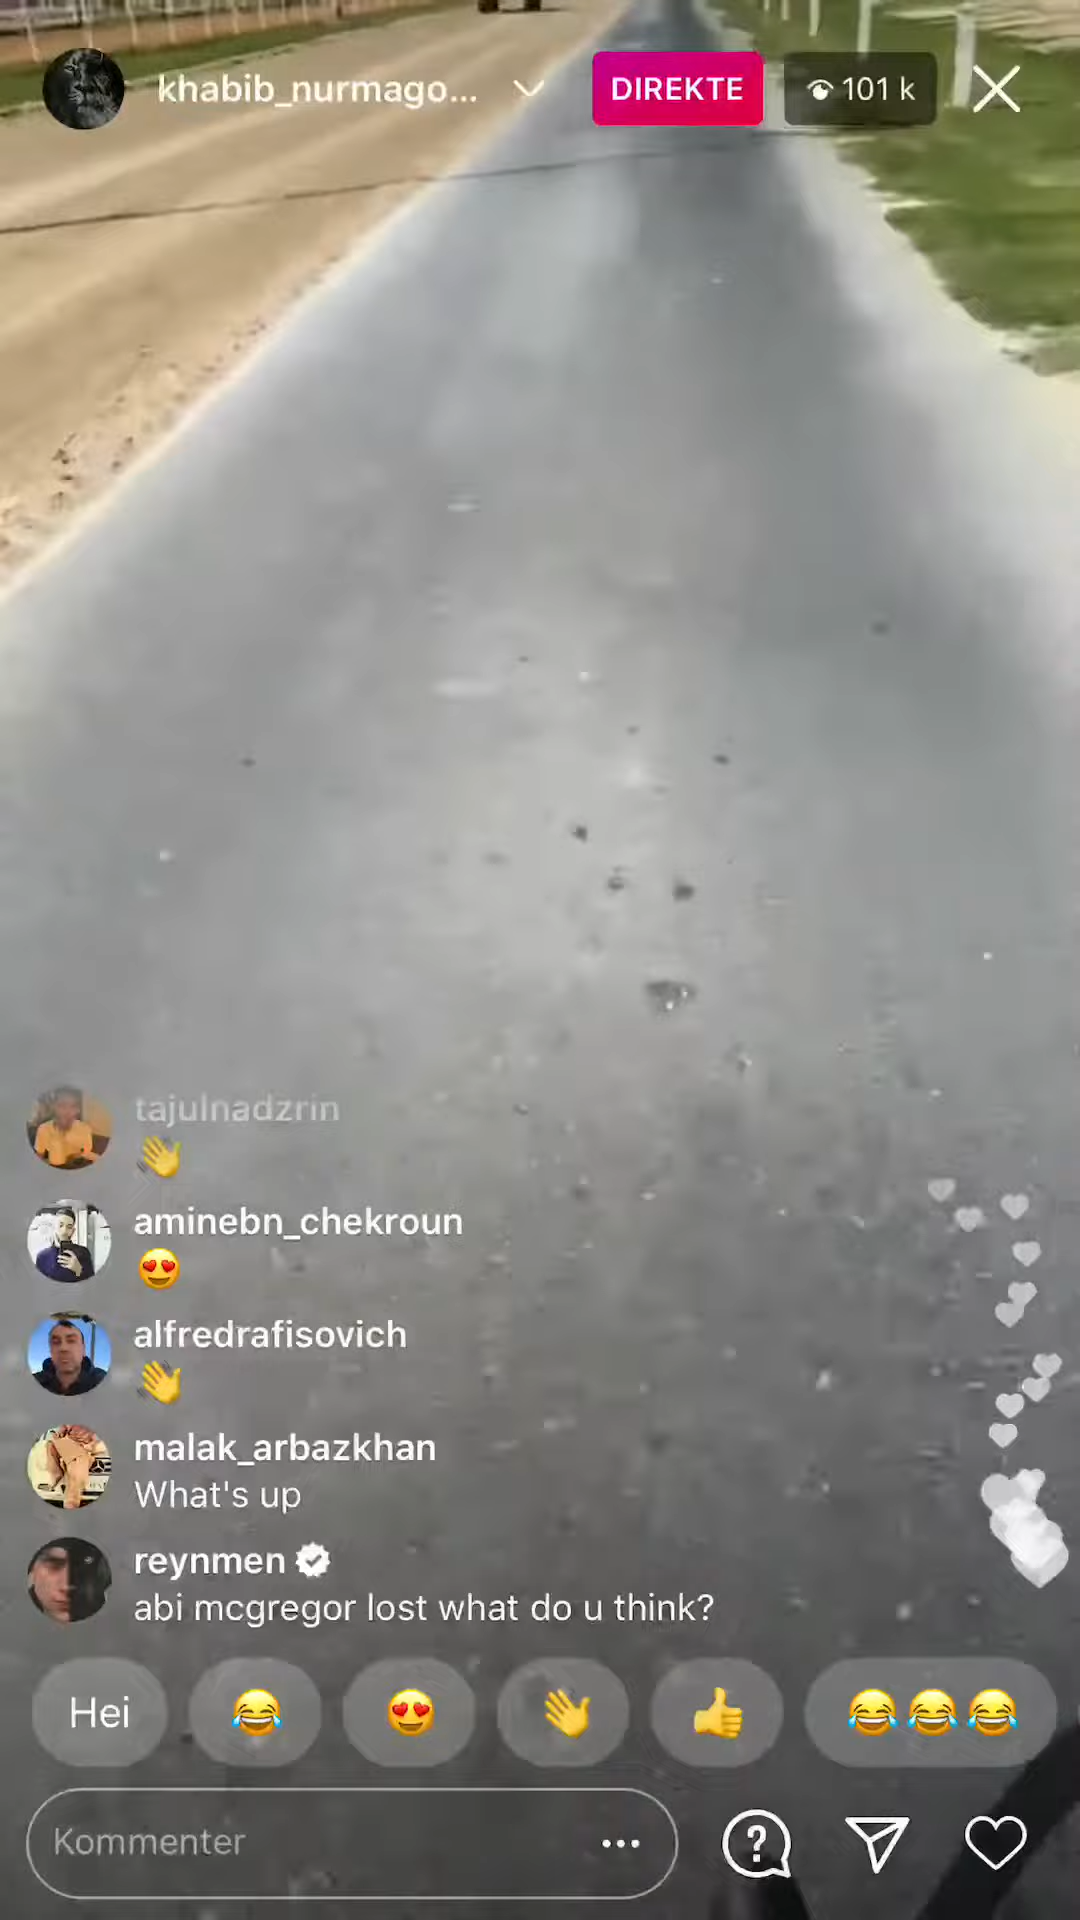 khabib_nurmago...
DIREKTE
101 k
tajulnadzrin
👋
aminebn_chekroun
😍
alfredrafisovich
👋
malak_arbazkhan
What's up
reynmen
abi mcgregor lost what do u think?
Hei 😂 😍 👋 👍 😂😂😂
Kommenter